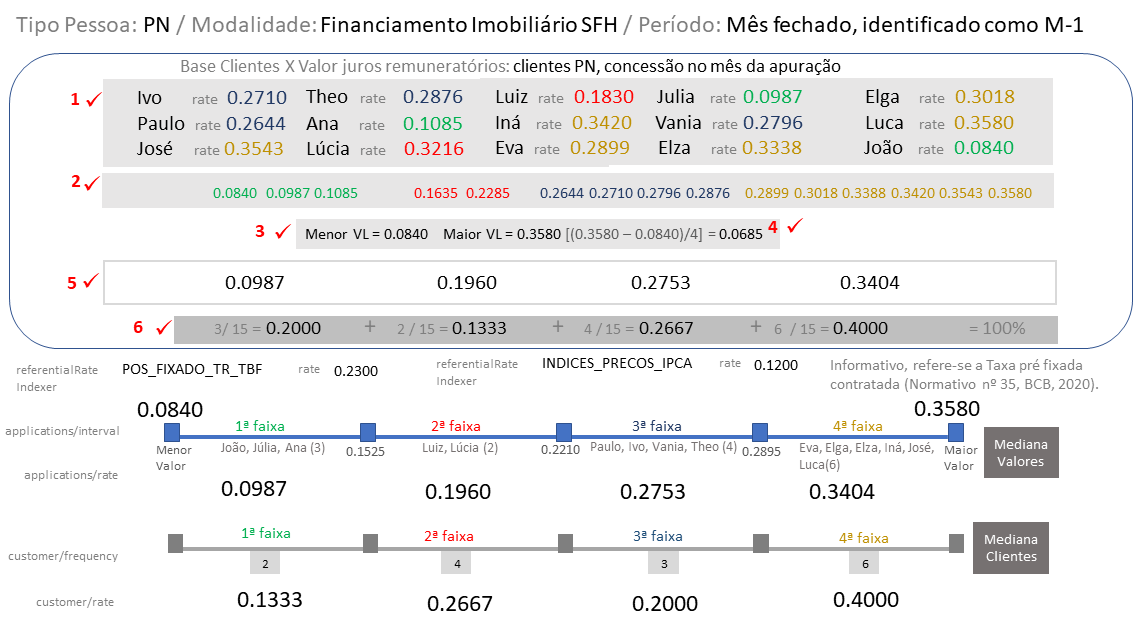 Tipo Pessoa: PN / Modalidade: Financiamento Imobiliário SFH / Período: Mês fechado, identificado como M-1
Base Clientes X Valor juros remuneratórios: clientes PN, concessão no mês da apuração
1 Ivo rate 0.2710 Theo rate 0.2876 Luiz rate 0.1830 Julia rate 0.0987 Elga rate 0.3018
Paulo rate 0.2644 Ana rate 0.1085 Iná rate 0.3420 Vania rate 0.2796 Luca rate 0.3580
José rate 0.3543 Lúcia rate 0.3216 Eva rate 0.2899 Elza rate 0.3338 João rate 0.0840
2 0.0840 0.0987 0.1085 0.1635 0.2285 0.2644 0.2710 0.2796 0.2876 0.2899 0.3018 0.3388 0.3420 0.3543 0.3580
3 Menor VL = 0.0840 Maior VL = 0.3580 [(0.3580 – 0.0840)/4] = 0.0685 4
5 0.0987 0.1960 0.2753 0.3404
6 3/ 15 = 0.2000 + 2 / 15 = 0.1333 + 4 / 15 = 0.2667 + 6 / 15 = 0.4000 = 100%
referentialRate Indexer POS_FIXADO_TR_TBF rate 0.2300 referentialRate Indexer INDICES_PRECOS_IPCA rate 0.1200 Informativo, refere-se a Taxa pré fixada
contratada (Normativo nº 35, BCB, 2020).
0.0840 0.3580
applications/interval 1ª faixa 2ª faixa 3ª faixa 4ª faixa
Menor Valor João, Júlia, Ana (3) 0.1525 Luiz, Lúcia (2) 0.2210 Paulo, Ivo, Vania, Theo (4) 0.2895 Eva, Elga, Elza, Iná, José, Luca(6) Maior Valor
Mediana Valores
applications/rate 0.0987 0.1960 0.2753 0.3404
1ª faixa 2ª faixa 3ª faixa 4ª faixa
customer/frequency 2 4 3 6
Mediana Clientes
customer/rate 0.1333 0.2667 0.2000 0.4000